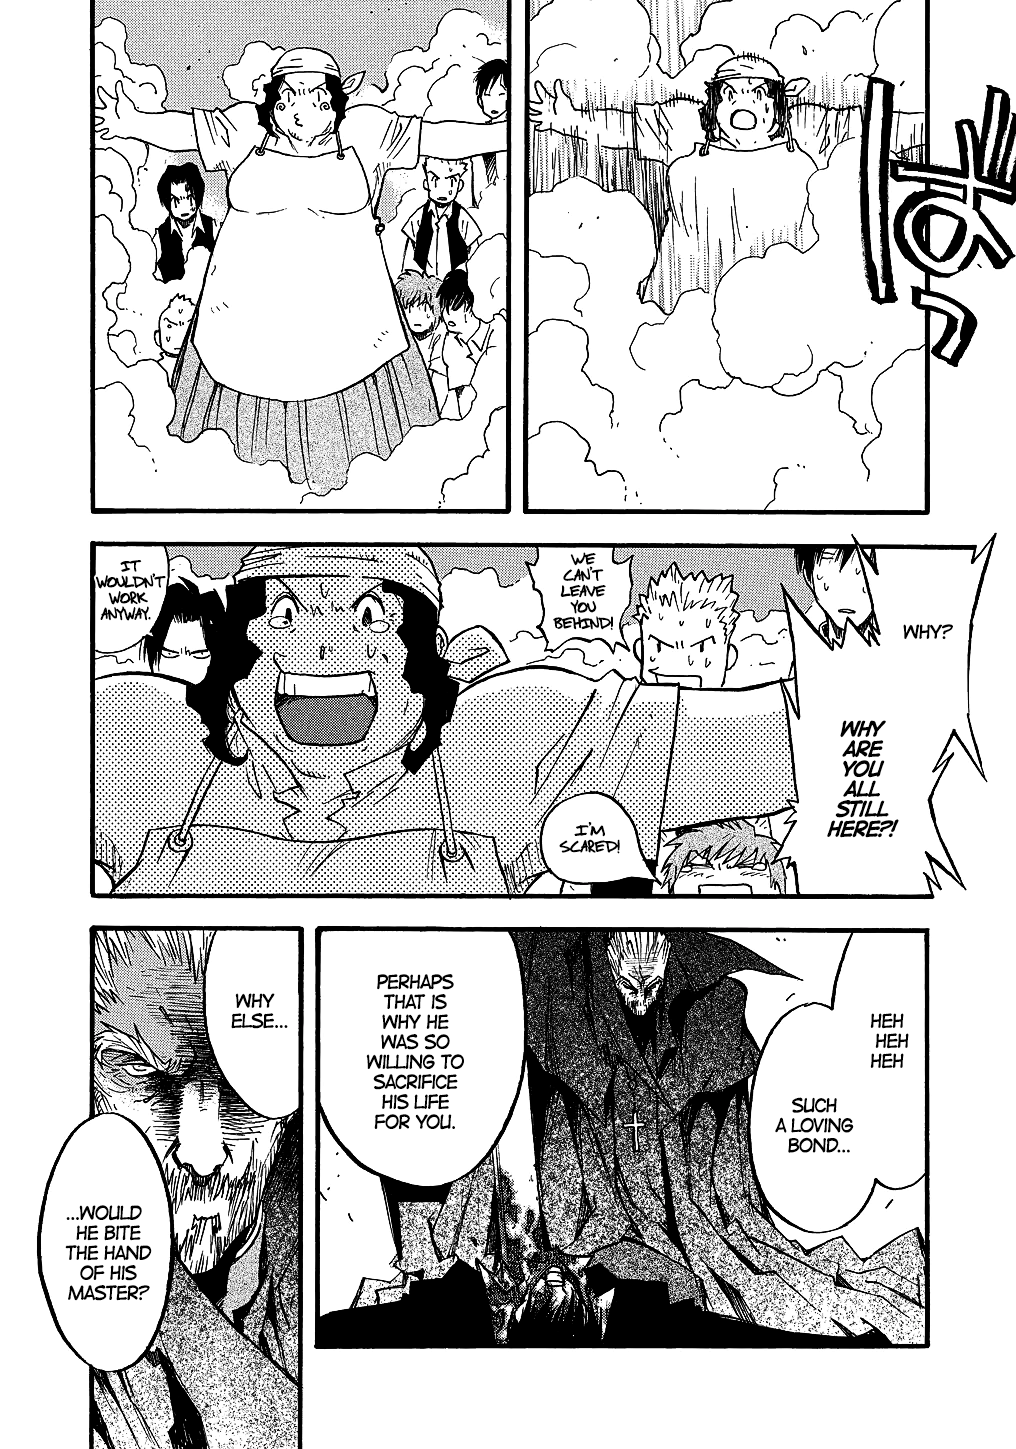 ばっ
WHY?
WHY
ARE
YOU
ALL
STILL
HERE?!
WE
CAN'T
LEAVE
YOU
BEHIND!
I'M
SCARED!
IT
WOULDN'T
WORK
ANYWAY.
HEH
HEH
HEH
SUCH
A LOVING
BOND...
PERHAPS
THAT IS
WHY HE
WAS SO
WILLING TO
SACRIFICE
HIS LIFE
FOR YOU.
WHY
ELSE...
...WOULD
HE BITE
THE HAND
OF HIS
MASTER?